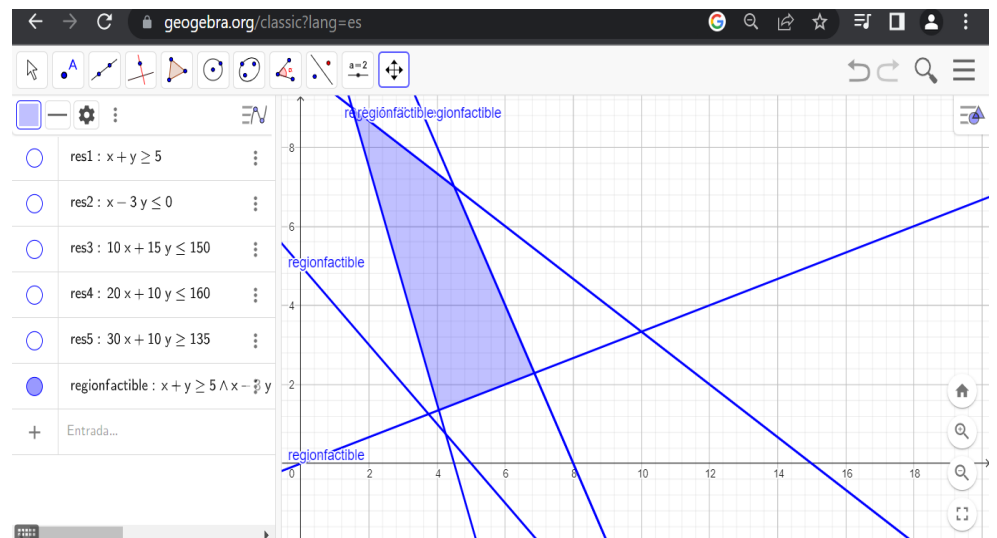 geogebra.org/classic?lang=es
A
a=2
res1 : x + y ≥ 5
res2 : x − 3 y ≤ 0
res3 : 10 x + 15 y ≤ 150
res4 : 20 x + 10 y ≤ 160
res5 : 30 x + 10 y ≥ 135
regionfactible : x + y ≥ 5 ∧ x − 3 y
Entrada...
regionfactible
regionfactible
8
6
4
2
0 2 4 6 8 10 12 14 16 18